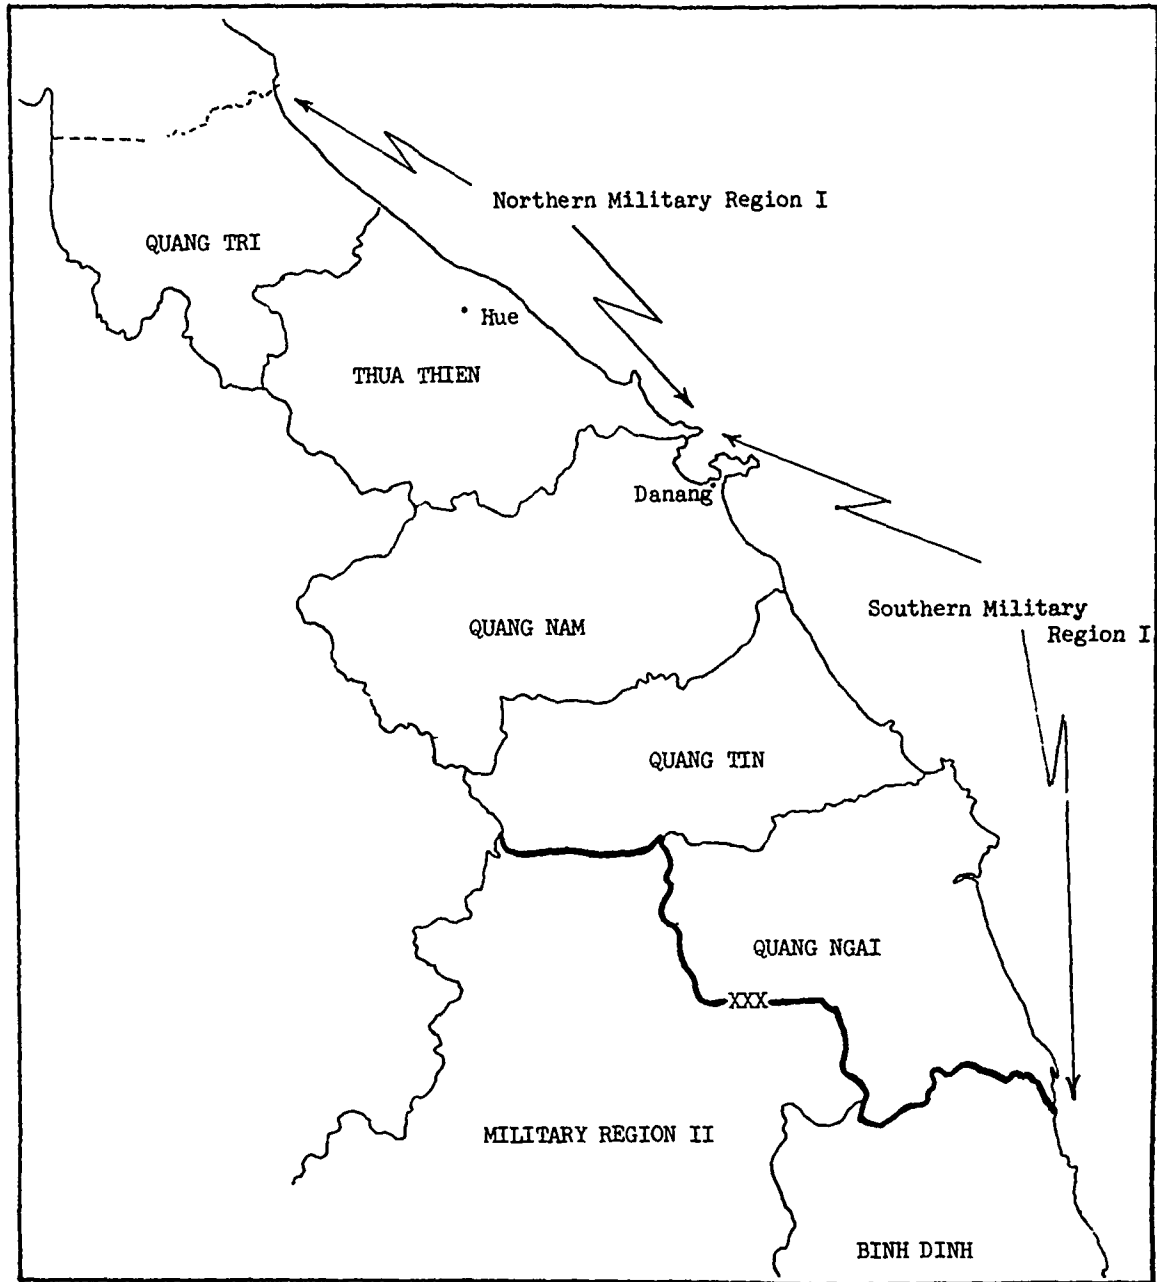 Northern Military Region I
QUANG TRI
Hue
THUA THIEN
Danang
Southern Military
Region I
QUANG NAM
QUANG TIN
QUANG NGAI
XXX
MILITARY REGION II
BINH DINH